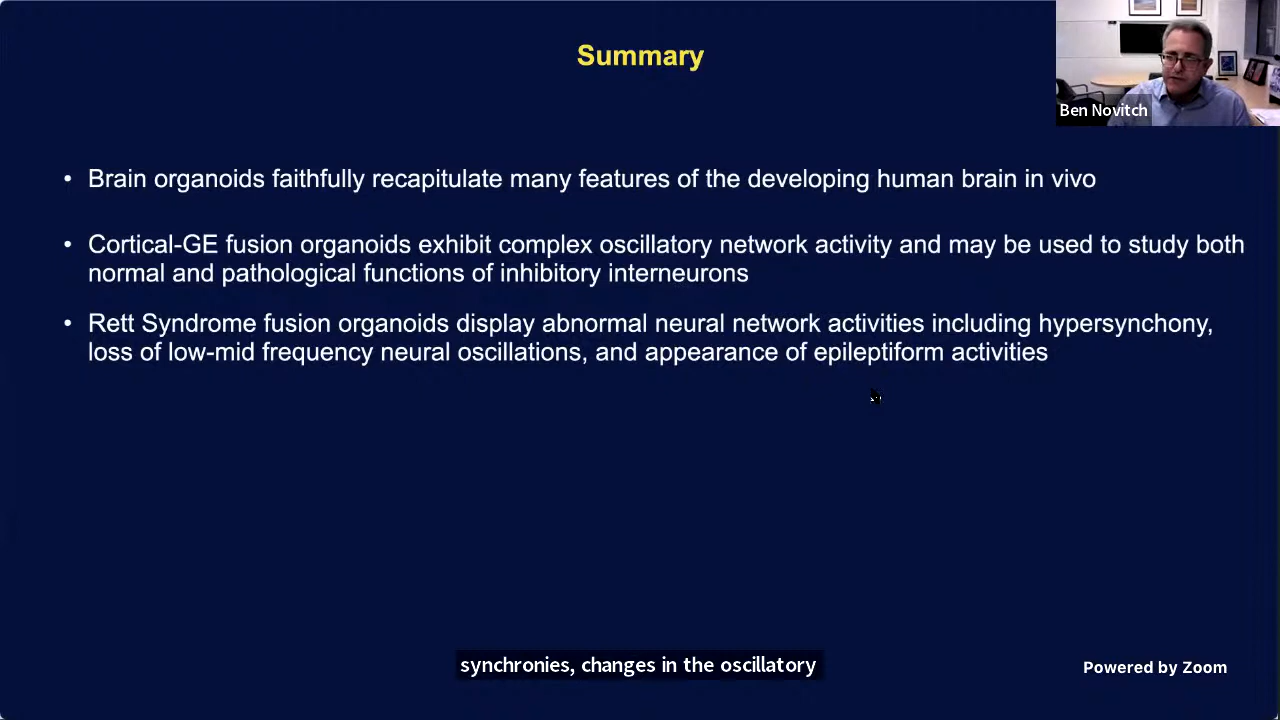 Summary
Ben Novitch
• Brain organoids faithfully recapitulate many features of the developing human brain in vivo
• Cortical-GE fusion organoids exhibit complex oscillatory network activity and may be used to study both
normal and pathological functions of inhibitory interneurons
• Rett Syndrome fusion organoids display abnormal neural network activities including hypersynchony,
loss of low-mid frequency neural oscillations, and appearance of epileptiform activities
synchronies, changes in the oscillatory
Powered by Zoom